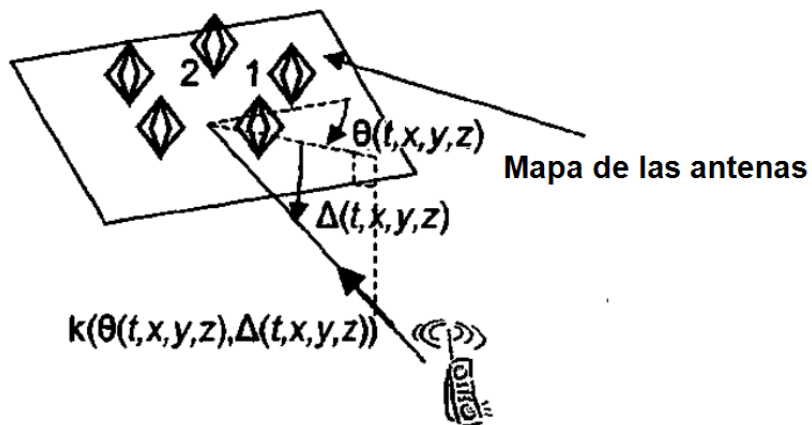 2 1
θ(t,x,y,z)
Mapa de las antenas
Δ(t,x,y,z)
k(θ(t,x,y,z),Δ(t,x,y,z))